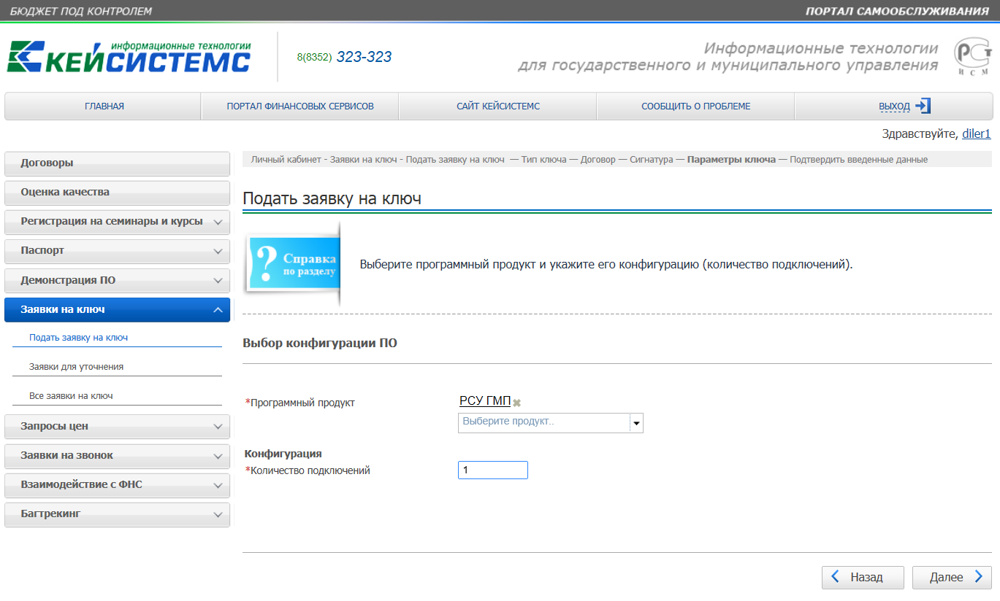 БЮДЖЕТ ПОД КОНТРОЛЕМ
ПОРТАЛ САМООБСЛУЖИВАНИЯ
информационные технологии
КЕЙСИСТЕМС
8(8352) 323-323
Информационные технологии
для государственного и муниципального управления
РСТ
ИСМ
ГЛАВНАЯ
ПОРТАЛ ФИНАНСОВЫХ СЕРВИСОВ
САЙТ КЕЙСИСТЕМС
СООБЩИТЬ О ПРОБЛЕМЕ
ВЫХОД
Здравствуйте, diler1
Договоры
Оценка качества
Регистрация на семинары и курсы
Паспорт
Демонстрация ПО
Заявки на ключ
Подать заявку на ключ
Заявки для уточнения
Все заявки на ключ
Запросы цен
Заявки на звонок
Взаимодействие с ФНС
Багтрекинг
Личный кабинет - Заявки на ключ - Подать заявку на ключ — Тип ключа — Договор — Сигнатура — Параметры ключа — Подтвердить введенные данные
Подать заявку на ключ
? Справка
по разделу
Выберите программный продукт и укажите его конфигурацию (количество подключений).
Выбор конфигурации ПО
*Программный продукт
РСУ ГМП
Выберите продукт..
Конфигурация
*Количество подключений
1
Назад
Далее